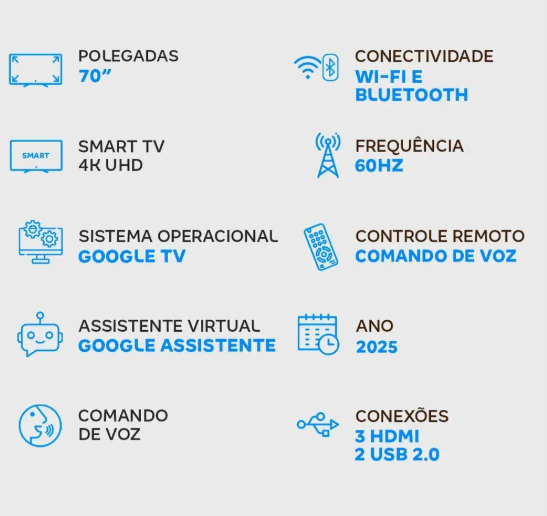 POLEGADAS
70"
SMART
SMART TV
4K UHD
SISTEMA OPERACIONAL
GOOGLE TV
ASSISTENTE VIRTUAL
GOOGLE ASSISTENTE
COMANDO
DE VOZ
CONECTIVIDADE
WI-FI E
BLUETOOTH
FREQUÊNCIA
60HZ
CONTROLE REMOTO
COMANDO DE VOZ
ANO
2025
CONEXÕES
3 HDMI
2 USB 2.0